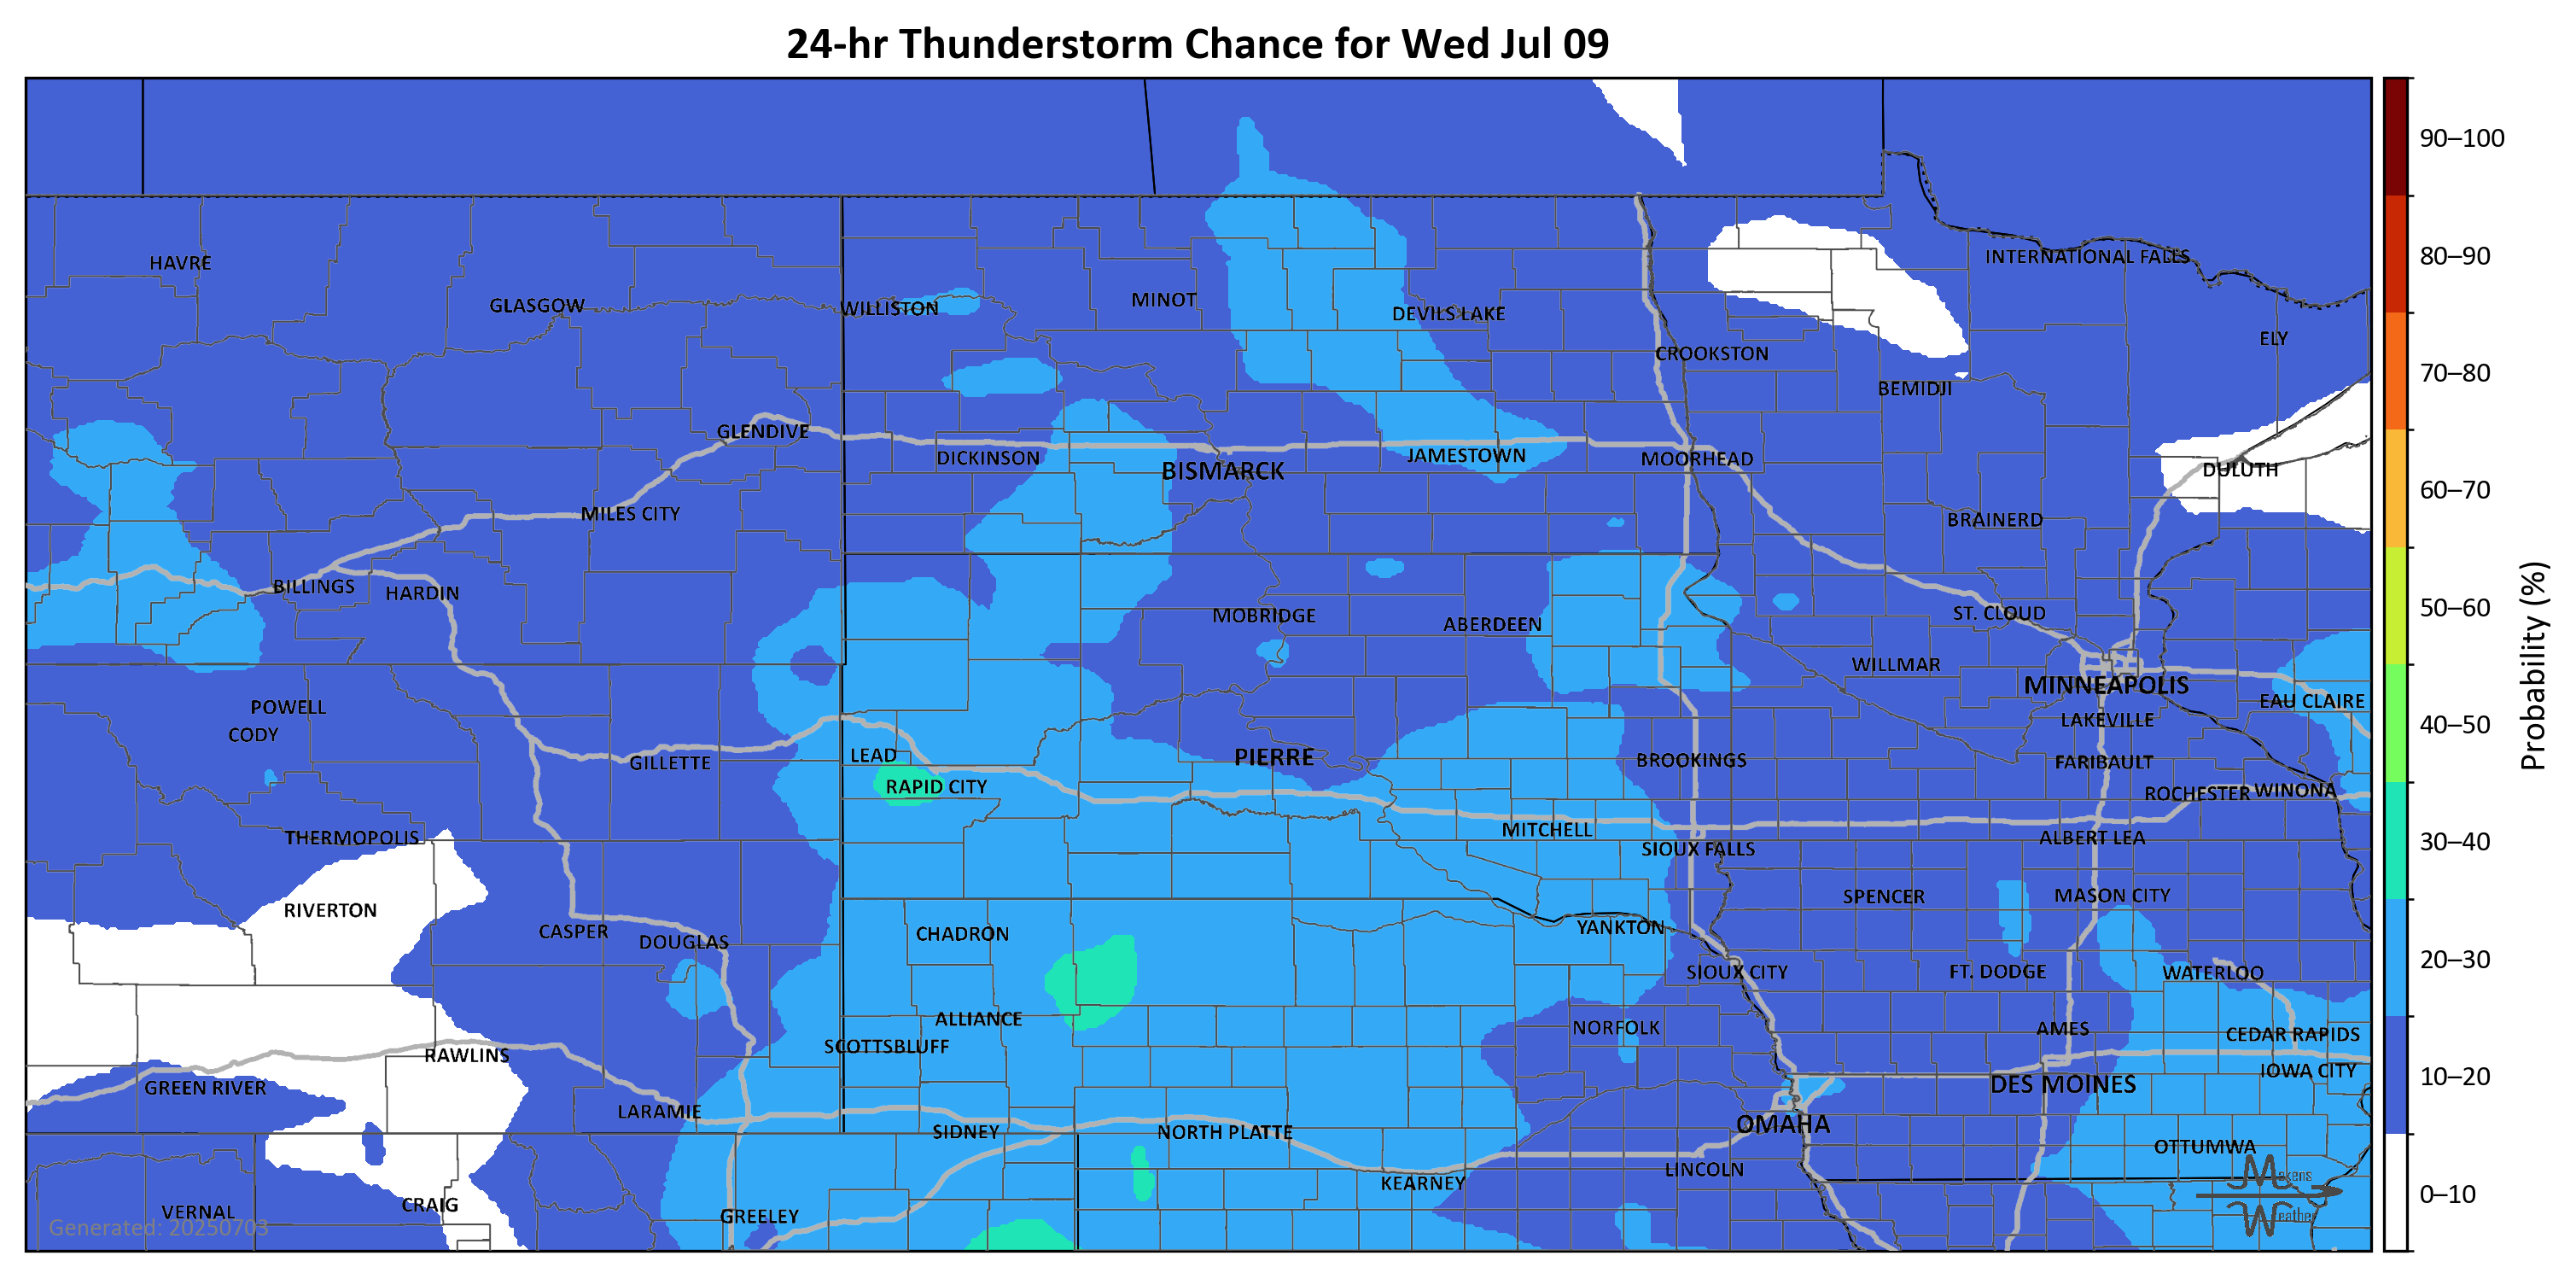 24-hr Thunderstorm Chance for Wed Jul 09
90–100
INTERNATIONAL FALLS
80–90
HAVRE
GLASGOW
WILLISTON
MINOT
DEVILS LAKE
ELY
CROOKSTON
70–80
BEMIDJI
GLENDIVE
DICKINSON
BISMARCK
JAMESTOWN
MOORHEAD
DULUTH
60–70
MILES CITY
BRAINERD
BILLINGS
HARDIN
MOBRIDGE
ABERDEEN
ST. CLOUD
50–60
WILLMAR
MINNEAPOLIS
EAU CLAIRE
Probability (%)
POWELL
CODY
LAKEVILLE
40–50
GILLETTE
LEAD
PIERRE
BROOKINGS
FARIBAULT
RAPID CITY
ROCHESTER
WINONA
THERMOPOLIS
MITCHELL
ALBERT LEA
30–40
SIOUX FALLS
RIVERTON
SPENCER
MASON CITY
CASPER
DOUGLAS
CHADRON
YANKTON
SIOUX CITY
FT. DODGE
WATERLOO
20–30
ALLIANCE
NORFOLK
AMES
CEDAR RAPIDS
RAWLINS
SCOTTSBLUFF
GREEN RIVER
DES MOINES
IOWA CITY
10–20
LARAMIE
SIDNEY
NORTH PLATTE
OMAHA
OTTUMWA
LINCOLN
KEARNEY
Makens
Weather
0–10
VERNAL
CRAIG
GREELEY
Generated: 20250703